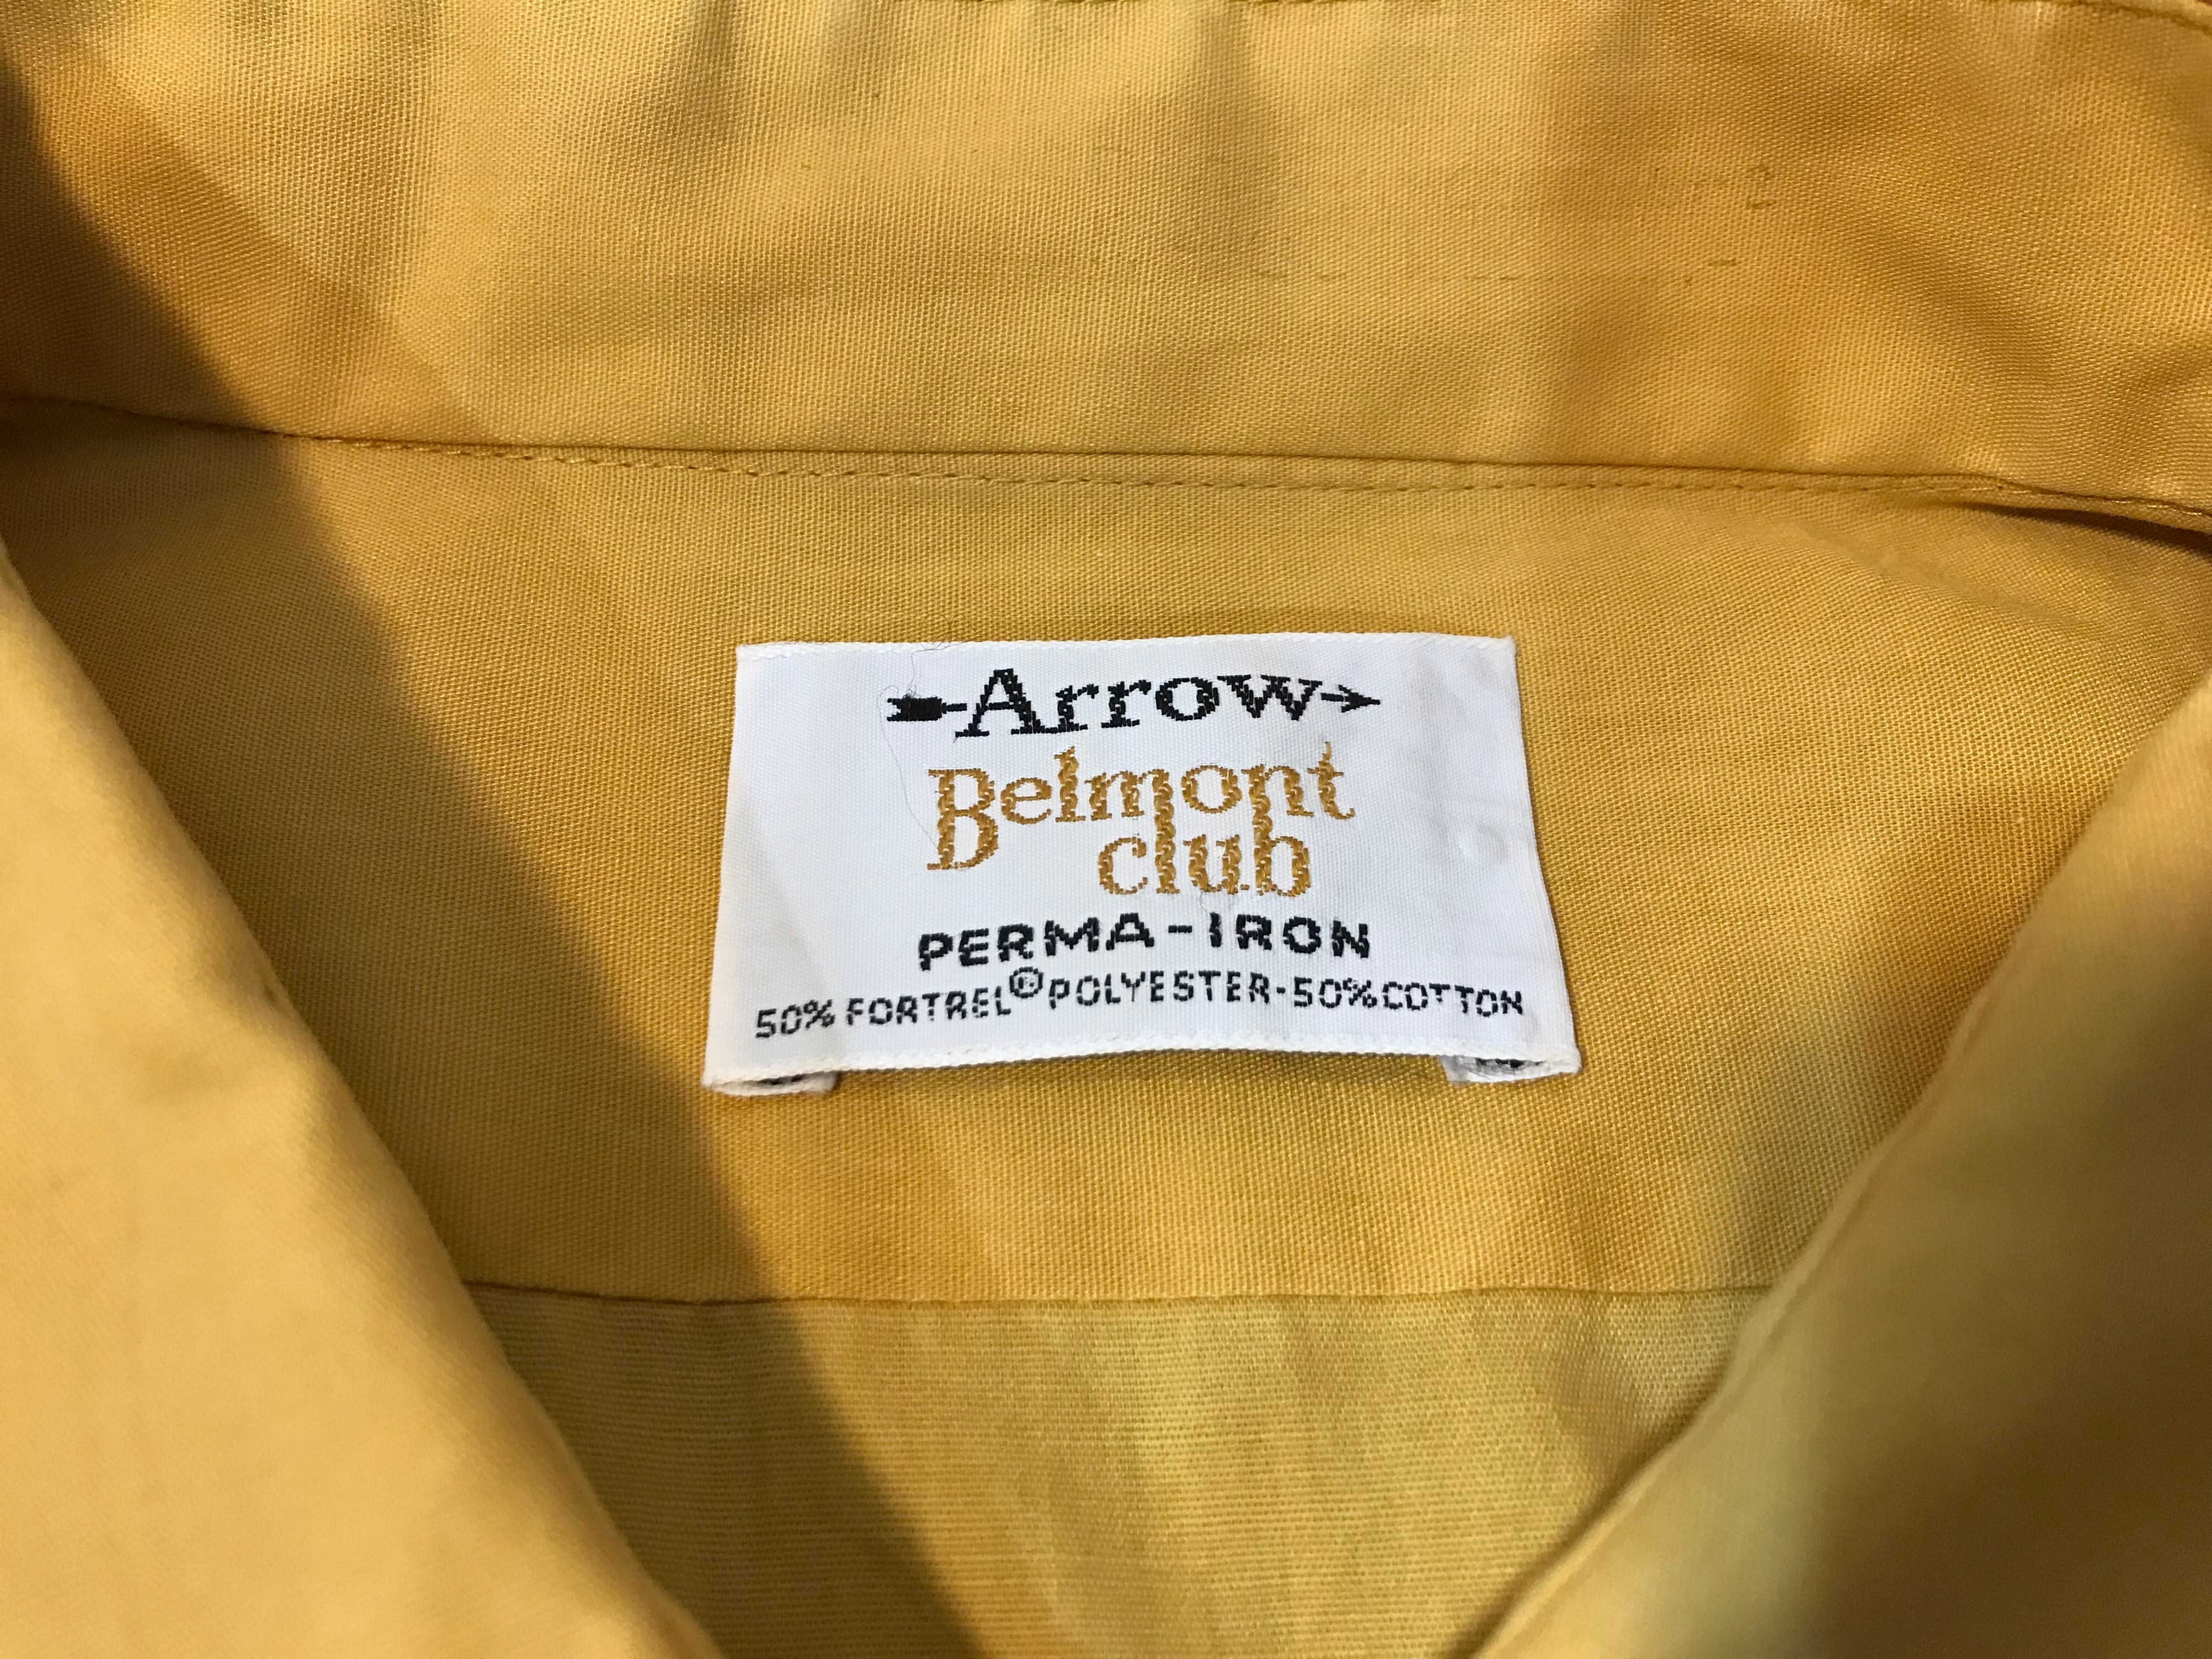 Arrow
Belmont
club
PERMA-IRON
50% FORTREL® POLYESTER-50% COTTON